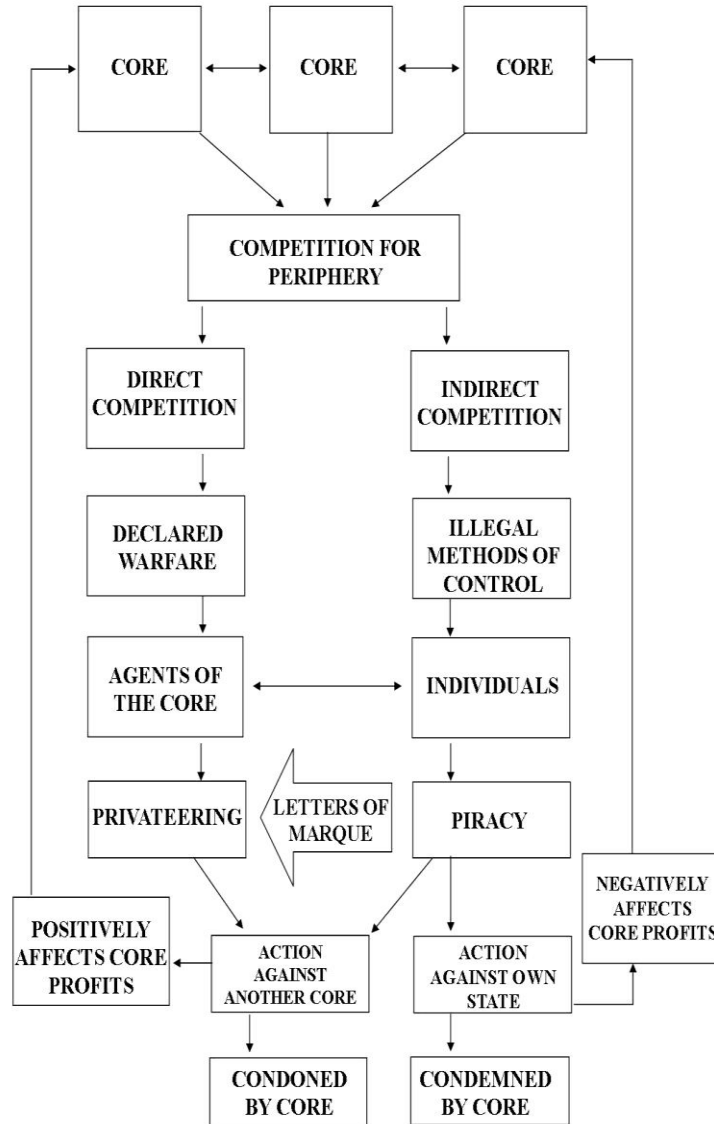 CORE
CORE
CORE
COMPETITION FOR
PERIPHERY
DIRECT
COMPETITION
INDIRECT
COMPETITION
DECLARED
WARFARE
ILLEGAL
METHODS OF
CONTROL
AGENTS OF
THE CORE
INDIVIDUALS
PRIVATEERING
LETTERS OF
MARQUE
PIRACY
POSITIVELY
AFFECTS CORE
PROFITS
ACTION
AGAINST
ANOTHER CORE
ACTION
AGAINST OWN
STATE
NEGATIVELY
AFFECTS
CORE PROFITS
CONDONED
BY CORE
CONDEMNED
BY CORE